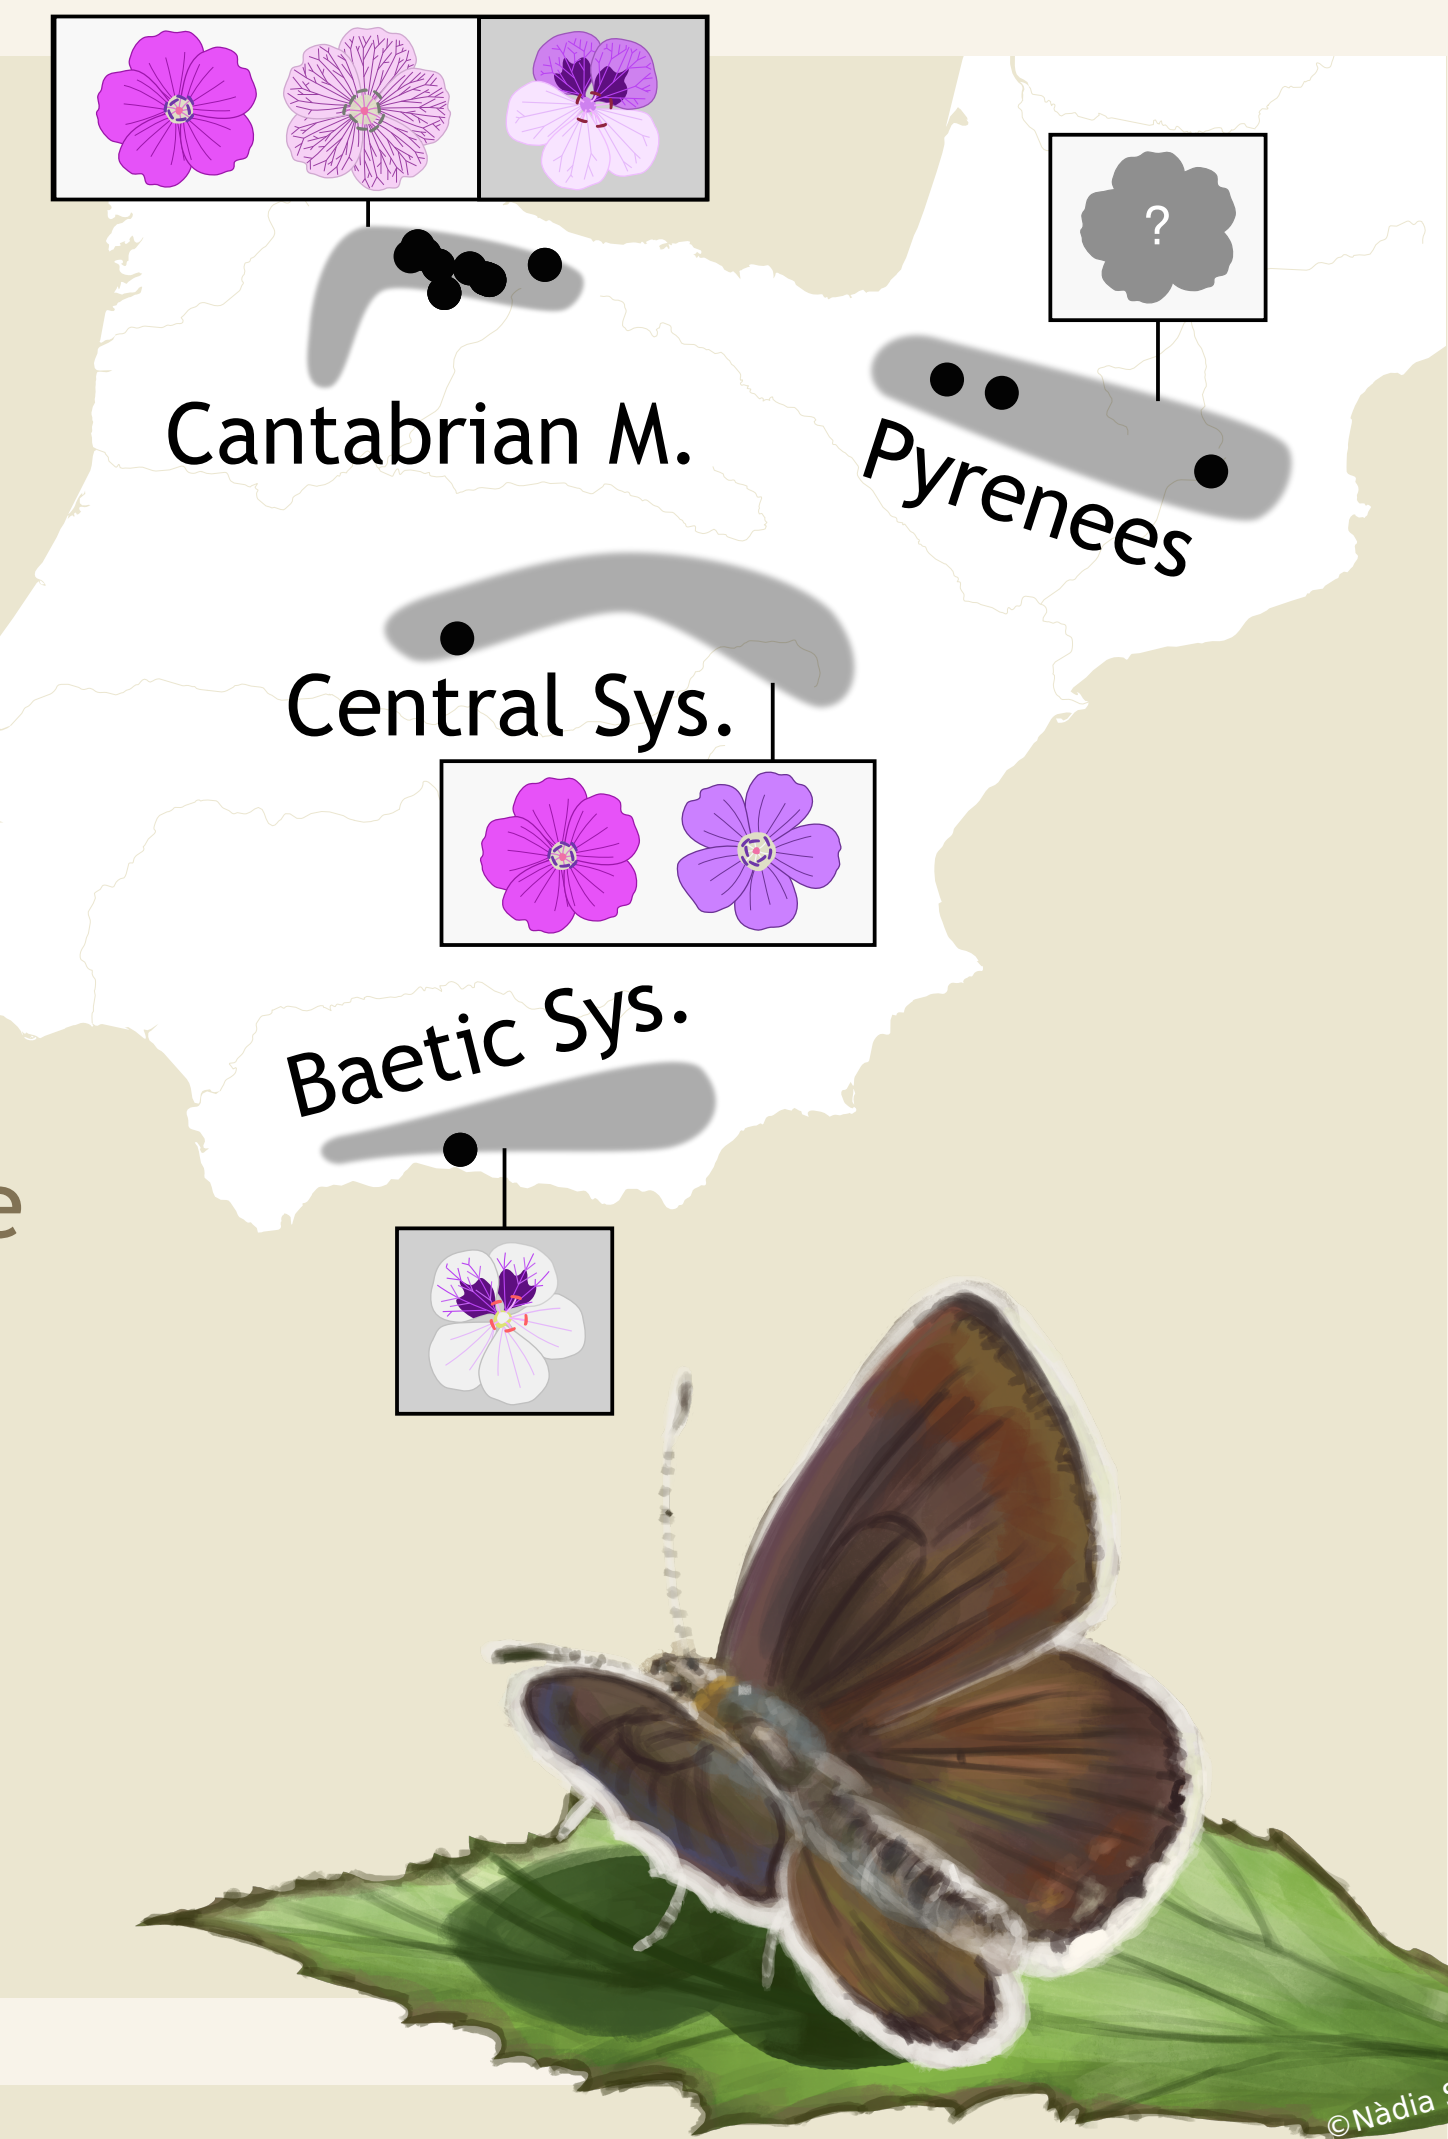 ?
Cantabrian M.
Pyrenees
Central Sys.
Baetic Sys.
e
©Nàdia